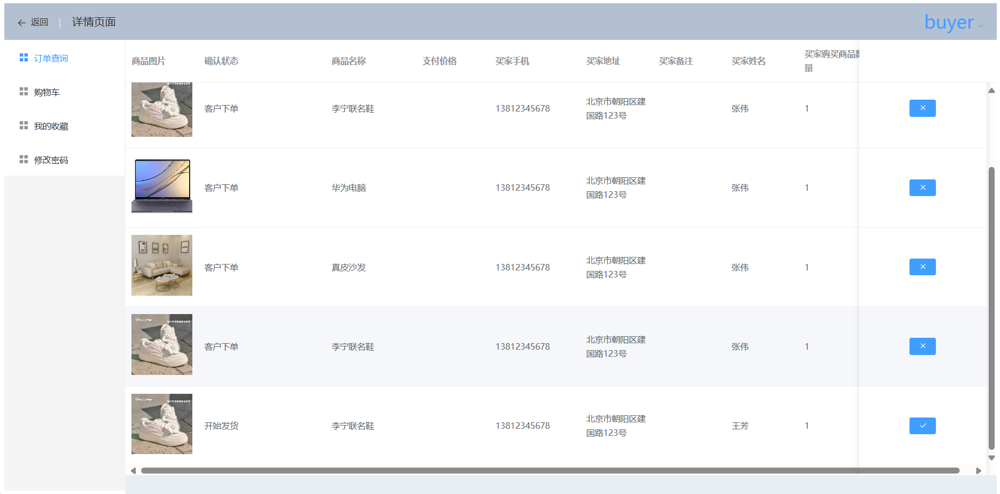 返回
详情页面
buyer
订单查询
购物车
我的收藏
修改密码
商品图片 确认状态 商品名称 支付价格 买家手机 买家地址 买家备注 买家姓名 买家购买商品数
量
客户下单 李宁联名鞋 13812345678 北京市朝阳区建
国路123号 张伟 1
客户下单 华为电脑 13812345678 北京市朝阳区建
国路123号 张伟 1
客户下单 真皮沙发 13812345678 北京市朝阳区建
国路123号 张伟 1
客户下单 李宁联名鞋 13812345678 北京市朝阳区建
国路123号 张伟 1
开始发货 李宁联名鞋 13812345678 北京市朝阳区建
国路123号 王芳 1